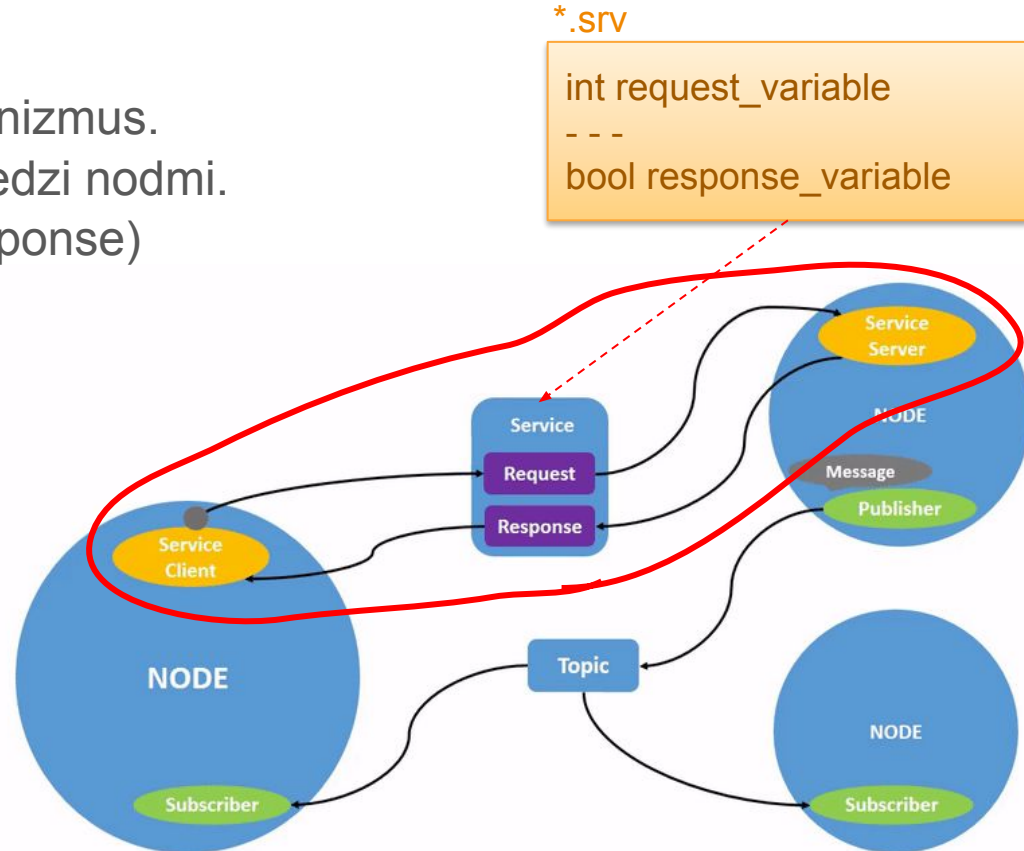 *.srv
int request_variable
- - -
bool response_variable
nizmus.
edzi nodmi.
ponse)
Service
Server
NODE
Message
Publisher
Service
Request
Response
Service
Client
NODE
Subscriber
Topic
NODE
Subscriber